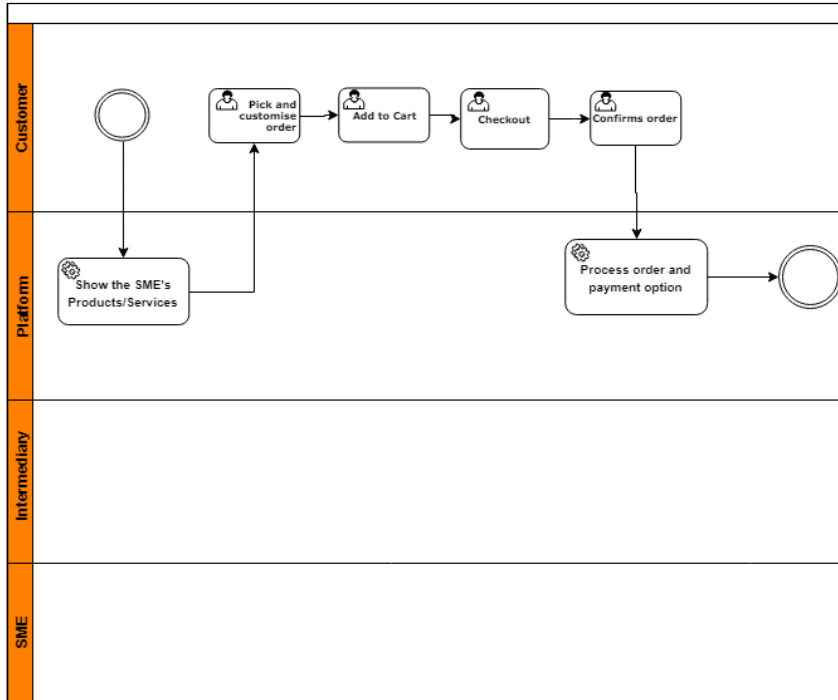 Customer
Pick and
customise
order
Add to Cart
Checkout
Confirms order
Platform
Show the SME's
Products/Services
Process order and
payment option
Intermediary
SME